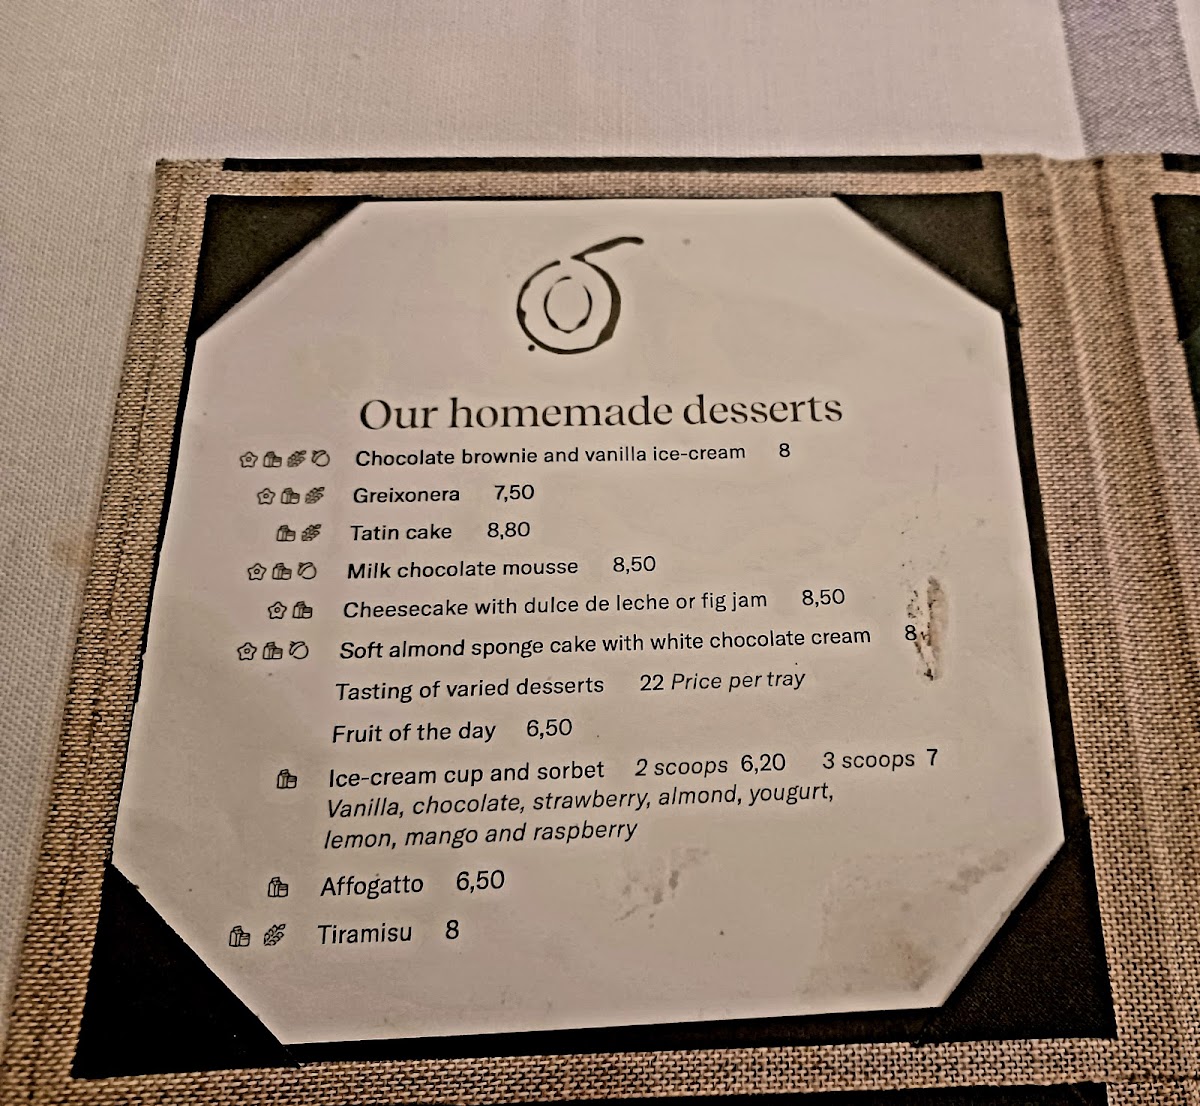 Our homemade desserts
Chocolate brownie and vanilla ice-cream 8
Greixonera 7,50
Tatin cake 8,80
Milk chocolate mousse 8,50
Cheesecake with dulce de leche or fig jam 8,50
Soft almond sponge cake with white chocolate cream 8
Tasting of varied desserts 22 Price per tray
Fruit of the day 6,50
Ice-cream cup and sorbet 2 scoops 6,20 3 scoops 7
Vanilla, chocolate, strawberry, almond, yougurt,
lemon, mango and raspberry
Affogatto 6,50
Tiramisu 8